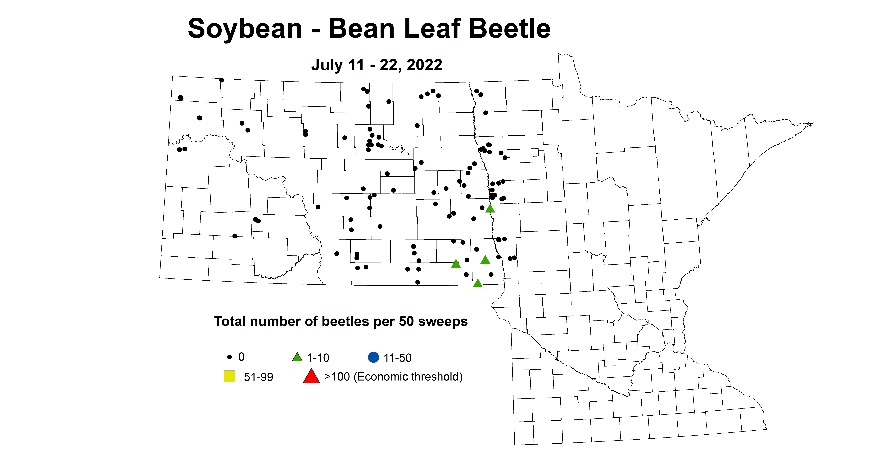 Soybean - Bean Leaf Beetle
July 11 - 22, 2022
Total number of beetles per 50 sweeps
0 1-10 11-50
51-99 >100 (Economic threshold)